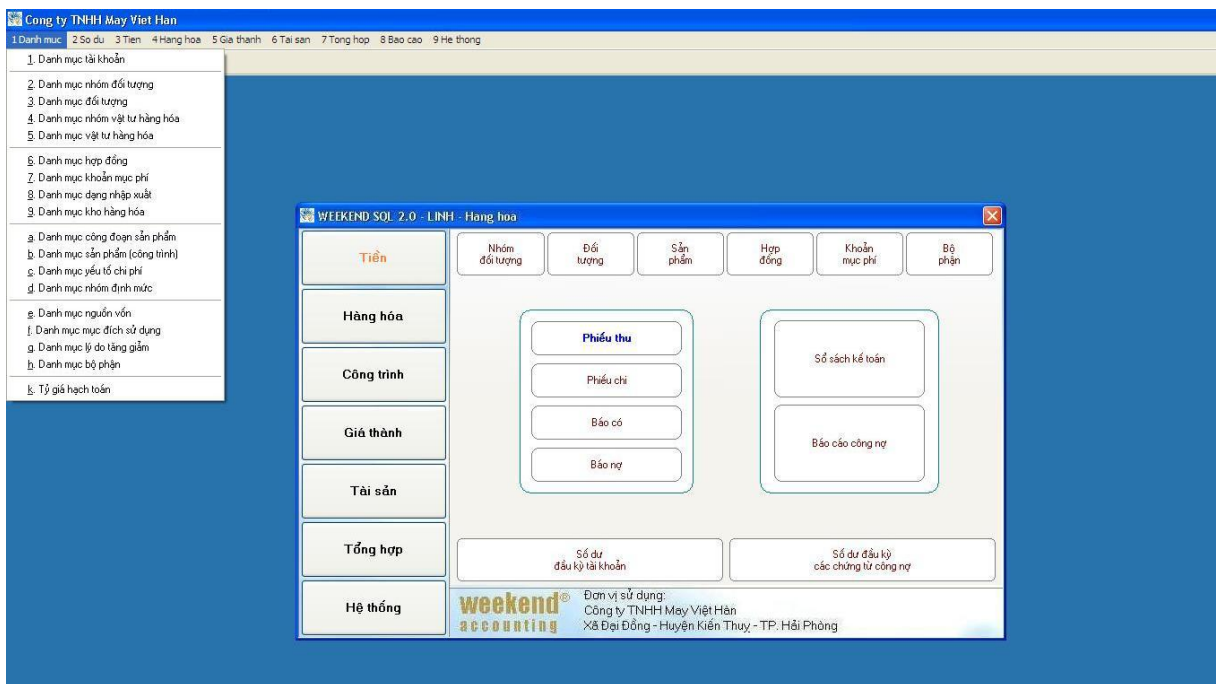 Cong ty TNHH May Viet Han
1 Danh muc 2 So du 3 Tien 4 Hang hoa 5 Gia thanh 6 Tai san 7 Tong hop 8 Bao cao 9 He thong
1. Danh mục tài khoản
2. Danh mục nhóm đối tượng
3. Danh mục đối tượng
4. Danh mục nhóm vật tư hàng hóa
5. Danh mục vật tư hàng hóa
6. Danh mục hợp đồng
7. Danh mục khoản mục phí
8. Danh mục dạng nhập xuất
9. Danh mục kho hàng hóa
a. Danh mục công đoạn sản phẩm
b. Danh mục sản phẩm (công trình)
c. Danh mục yếu tố chi phí
d. Danh mục nhóm định mức
e. Danh mục nguồn vốn
f. Danh mục mục đích sử dụng
g. Danh mục lý do tăng giảm
h. Danh mục bộ phận
k. Tỷ giá hạch toán
WEEKEND SQL 2.0 - LINH - Hang hoa
Tiền
Hàng hóa
Công trình
Giá thành
Tài sản
Tổng hợp
Hệ thống
Nhóm
đối tượng
Đối
tượng
Sản
phẩm
Hợp
đồng
Khoản
mục phí
Bộ
phận
Phiếu thu
Phiếu chi
Báo có
Báo nợ
Sổ sách kế toán
Báo cáo công nợ
Số dư
đầu kỳ tài khoản
Số dư đầu kỳ
các chứng từ công nợ
weekend®
accounting
Đơn vị sử dụng:
Công ty TNHH May Việt Hàn
Xã Đại Đồng - Huyện Kiến Thuỵ - TP. Hải Phòng